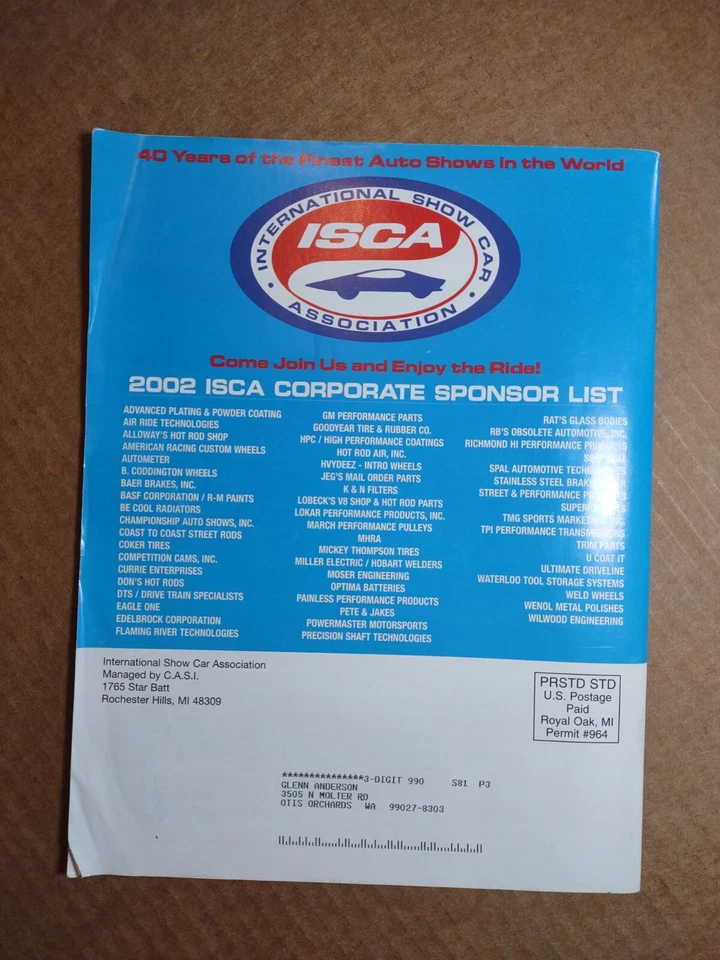 40 Years of the Finest Auto Shows in the World
INTERNATIONAL SHOW CAR
ISCA
ASSOCIATION
Come Join Us and Enjoy the Ride!
2002 ISCA CORPORATE SPONSOR LIST
ADVANCED PLATING & POWDER COATING
AIR RIDE TECHNOLOGIES
ALLOWAY'S HOT ROD SHOP
AMERICAN RACING CUSTOM WHEELS
AUTOMETER
B. CODDINGTON WHEELS
BAER BRAKES, INC.
BASF CORPORATION / R-M PAINTS
BE COOL RADIATORS
CHAMPIONSHIP AUTO SHOWS, INC.
COAST TO COAST STREET RODS
COKER TIRES
COMPETITION CAMS, INC.
CURRIE ENTERPRISES
DON'S HOT RODS
DTS / DRIVE TRAIN SPECIALISTS
EAGLE ONE
EDELBROCK CORPORATION
FLAMING RIVER TECHNOLOGIES
GM PERFORMANCE PARTS
GOODYEAR TIRE & RUBBER CO.
HPC / HIGH PERFORMANCE COATINGS
HOT ROD AIR, INC.
HVYDEEZ - INTRO WHEELS
JEG'S MAIL ORDER PARTS
K & N FILTERS
LOBECK'S V8 SHOP & HOT ROD PARTS
LOKAR PERFORMANCE PRODUCTS, INC.
MARCH PERFORMANCE PULLEYS
MHRA
MICKEY THOMPSON TIRES
MILLER ELECTRIC / HOBART WELDERS
MOSER ENGINEERING
OPTIMA BATTERIES
PAINLESS PERFORMANCE PRODUCTS
PETE & JAKES
POWERMASTER MOTORSPORTS
PRECISION SHAFT TECHNOLOGIES
RAT'S GLASS BODIES
RB'S OBSOLETE AUTOMOTIVE, INC.
RICHMOND HI PERFORMANCE PRODUCTS
SPAL AUTOMOTIVE TECHNOLOGIES
STAINLESS STEEL BRAKE
STREET & PERFORMANCE PRODUCTS
TMG SPORTS MARKETING, INC.
TPI PERFORMANCE TRANSMISSIONS
TRIM PARTS
U COAT IT
ULTIMATE DRIVELINE
WATERLOO TOOL STORAGE SYSTEMS
WELD WHEELS
WENOL METAL POLISHES
WILWOOD ENGINEERING
International Show Car Association
Managed by C.A.S.I.
1765 Star Batt
Rochester Hills, MI 48309
PRSTD STD
U.S. Postage
Paid
Royal Oak, MI
Permit #964
***************3-DIGIT 990 S81 P3
GLENN ANDERSON
3505 N MOLTER RD
OTIS ORCHARDS WA 99027-8303